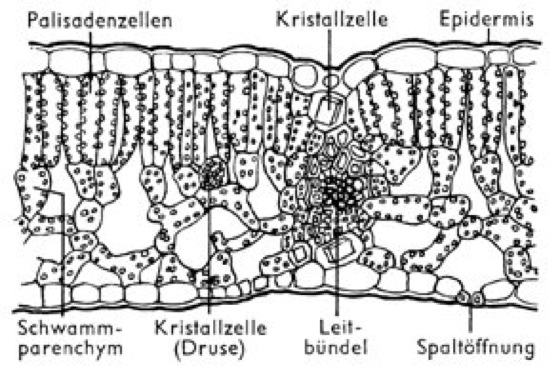 Palisadenzellen
Kristallzelle
Epidermis
Schwamm-
parenchym
Kristallzelle
(Druse)
Leit-
bündel
Spaltöffnung